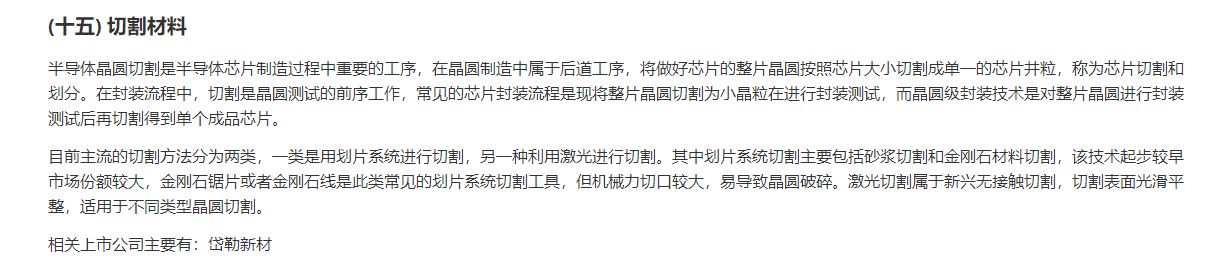 (十五) 切割材料
半导体晶圆切割是半导体芯片制造过程中重要的工序，在晶圆制造中属于后道工序，将做好芯片的整片晶圆按照芯片大小切割成单一的芯片井粒，称为芯片切割和
划分。在封装流程中，切割是晶圆测试的前序工作，常见的芯片封装流程是现将整片晶圆切割为小晶粒在进行封装测试，而晶圆级封装技术是对整片晶圆进行封装
测试后再切割得到单个成品芯片。
目前主流的切割方法分为两类，一类是用划片系统进行切割，另一种利用激光进行切割。其中划片系统切割主要包括砂浆切割和金刚石材料切割，该技术起步较早
市场份额较大，金刚石锯片或者金刚石线是此类常见的划片系统切割工具，但机械力切口较大，易导致晶圆破碎。激光切割属于新兴无接触切割，切割表面光滑平
整，适用于不同类型晶圆切割。
相关上市公司主要有：岱勒新材